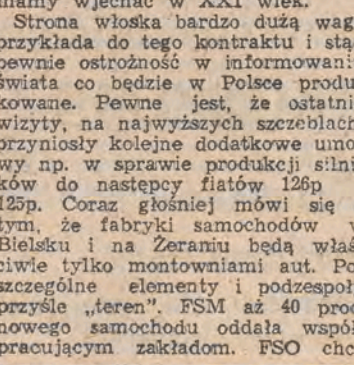 mamy wjechać w XXI wiek.
Strona włoska bardzo dużą wag
przykłada do tego kontraktu i stą
pewnie ostrożność w informowani
świata co będzie w Polsce produ
kowane. Pewne jest, że ostatni
wizyty, na najwyższych szczeblach
przyniosły kolejne dodatkowe umo
wy np. w sprawie produkcji silni
ków do następcy fiatów 126p
125p. Coraz głośniej mówi się
tym, że fabryki samochodów w
Bielsku i na Żeraniu będą właś
ciwie tylko montowniami aut. Po
szczególne elementy i podzespoł
przyśle „teren”. FSM aż 40 proc
nowego samochodu oddała współ
pracującym zakładom. FSO chc